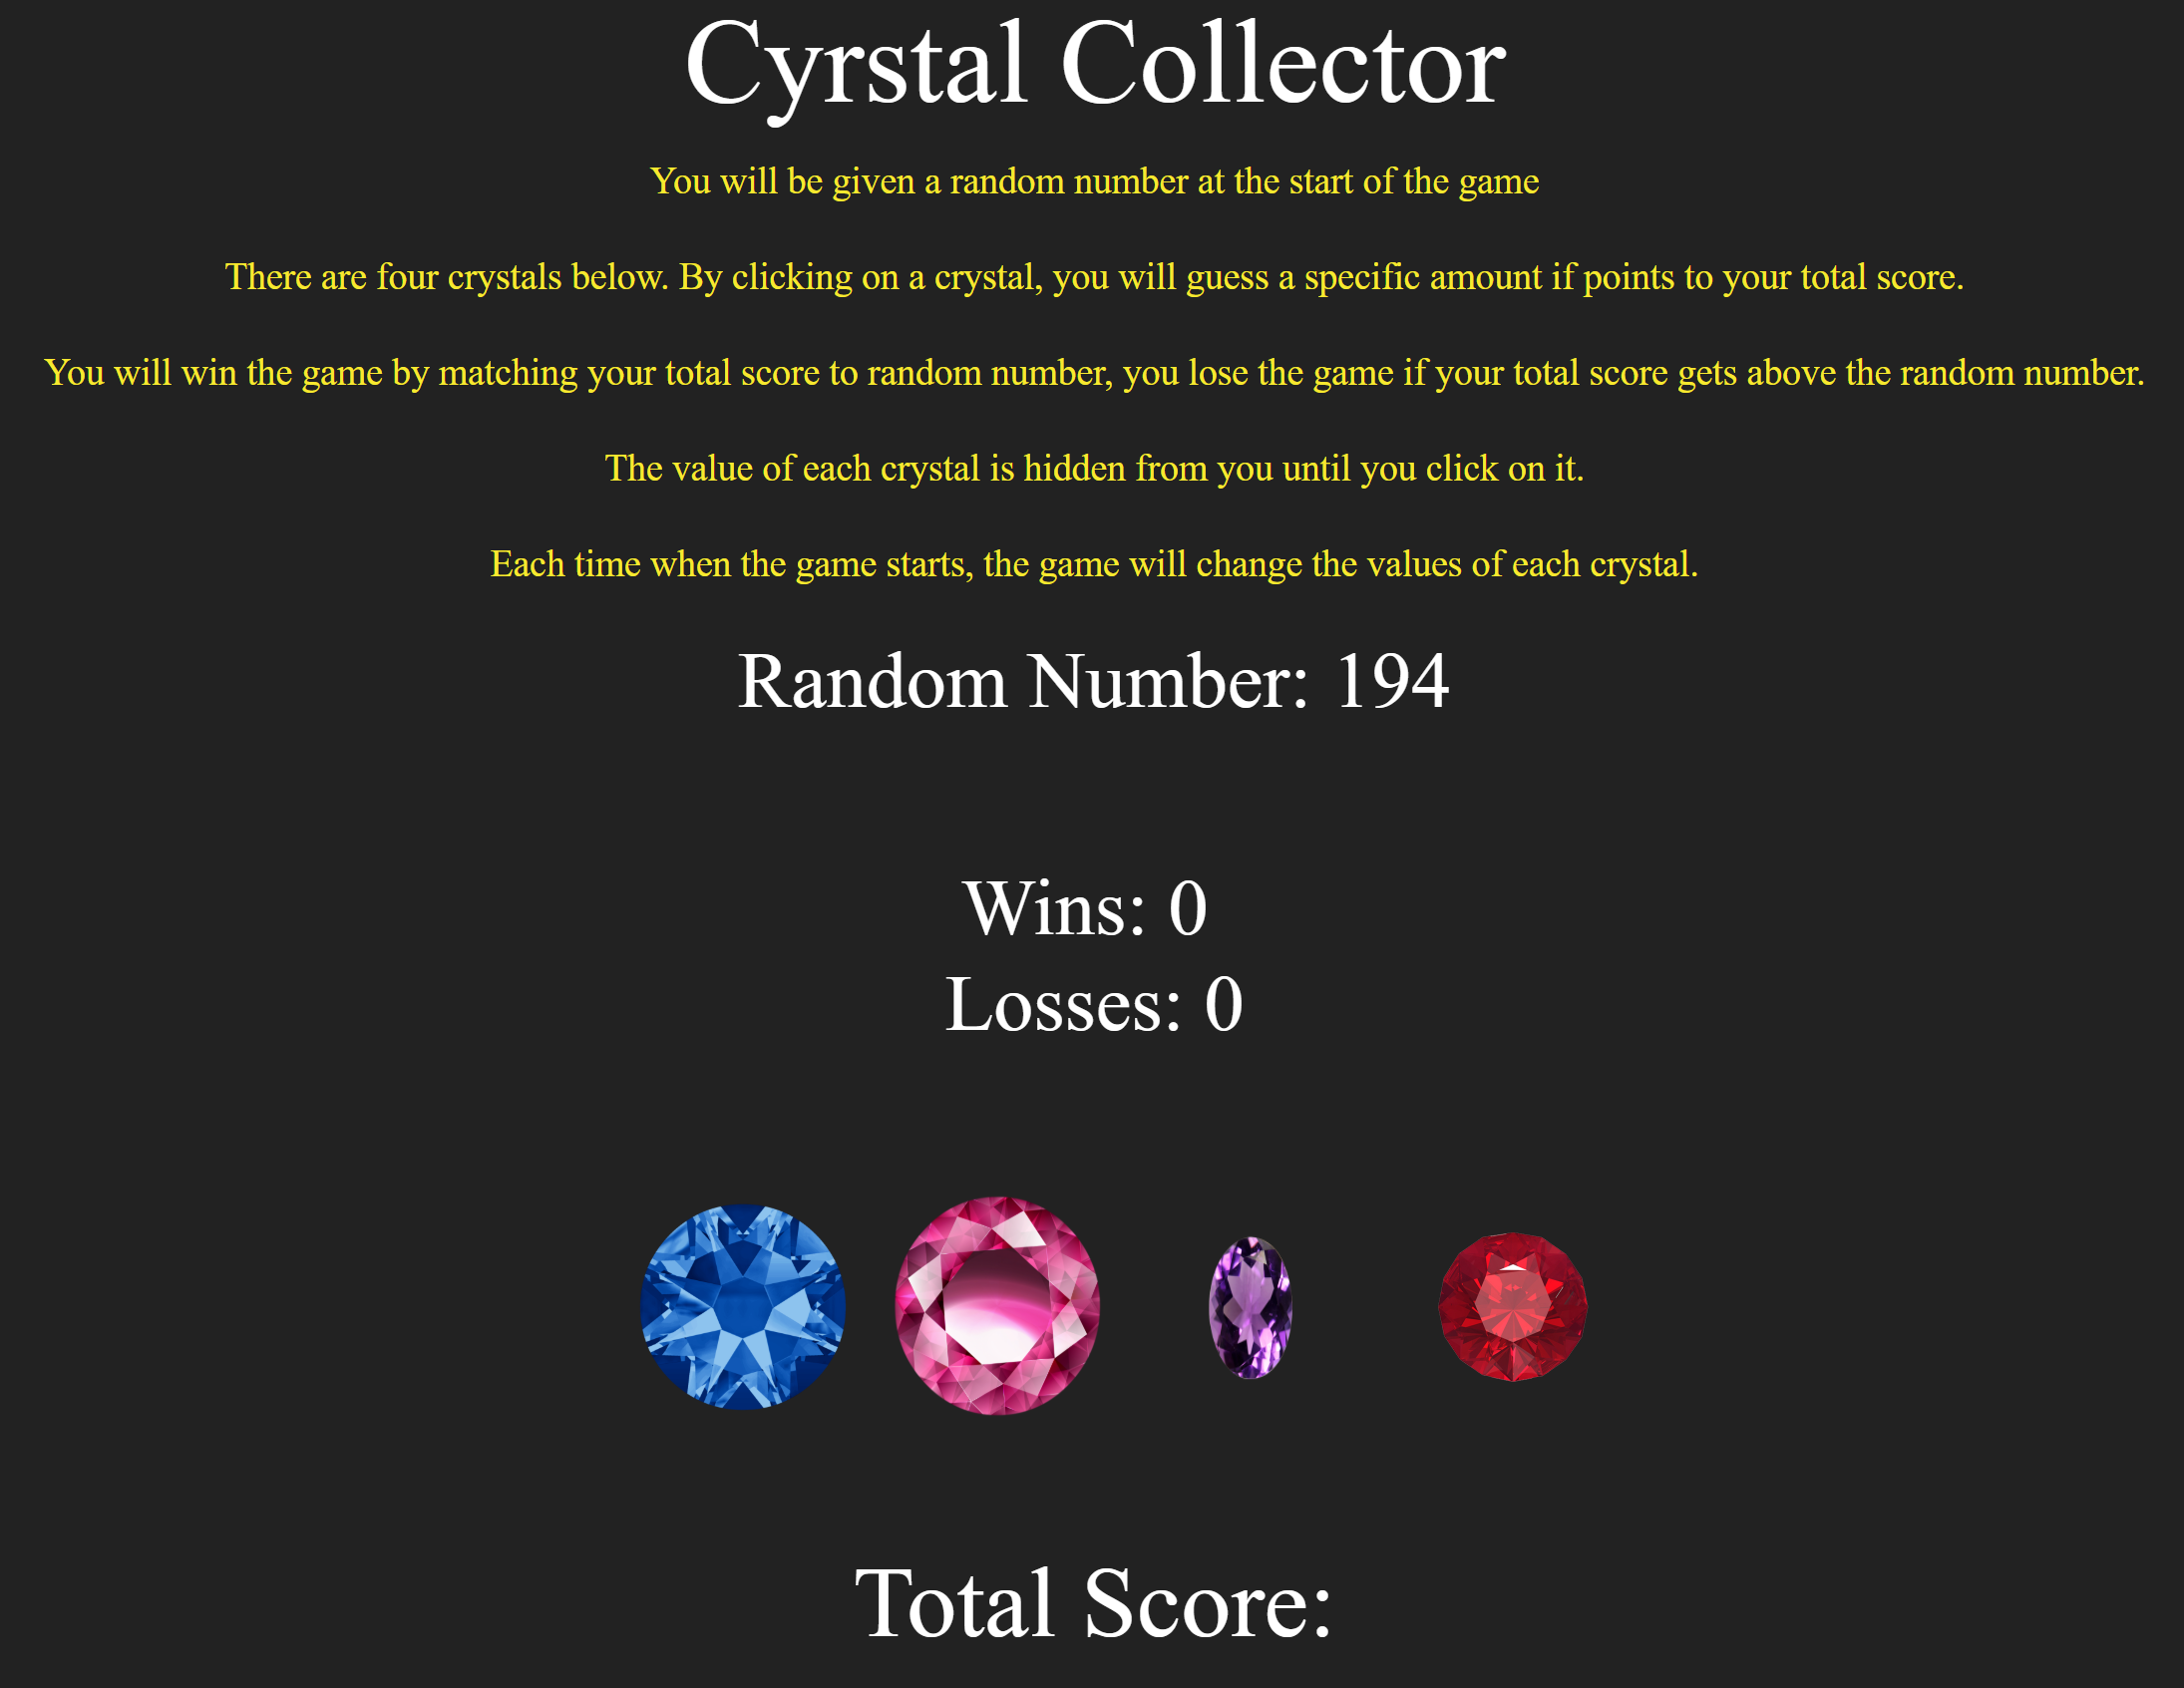 Cyrstal Collector
You will be given a random number at the start of the game
There are four crystals below. By clicking on a crystal, you will guess a specific amount if points to your total score.
You will win the game by matching your total score to random number, you lose the game if your total score gets above the random number.
The value of each crystal is hidden from you until you click on it.
Each time when the game starts, the game will change the values of each crystal.
Random Number: 194
Wins: 0
Losses: 0
Total Score: